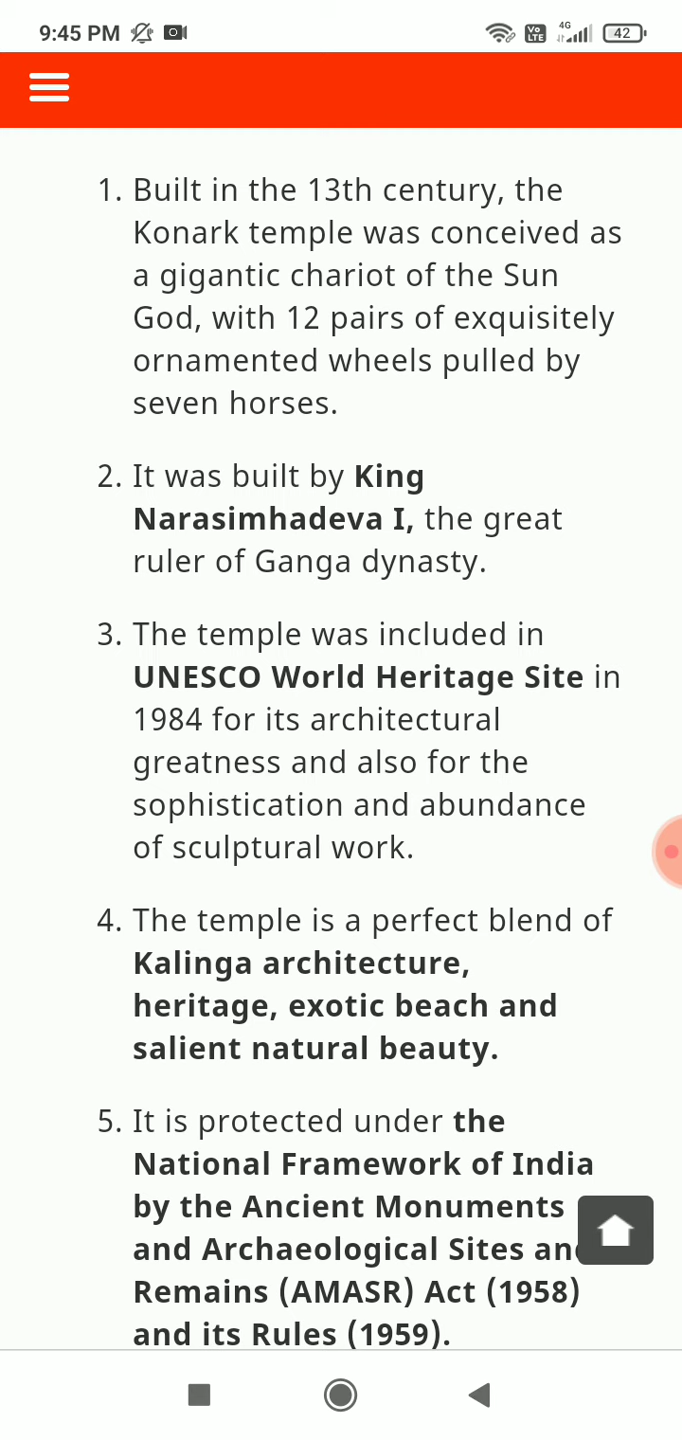 9:45 PM
Vo LTE 4G 42
1. Built in the 13th century, the
Konark temple was conceived as
a gigantic chariot of the Sun
God, with 12 pairs of exquisitely
ornamented wheels pulled by
seven horses.
2. It was built by King
Narasimhadeva I, the great
ruler of Ganga dynasty.
3. The temple was included in
UNESCO World Heritage Site in
1984 for its architectural
greatness and also for the
sophistication and abundance
of sculptural work.
4. The temple is a perfect blend of
Kalinga architecture,
heritage, exotic beach and
salient natural beauty.
5. It is protected under the
National Framework of India
by the Ancient Monuments
and Archaeological Sites and
Remains (AMASR) Act (1958)
and its Rules (1959).